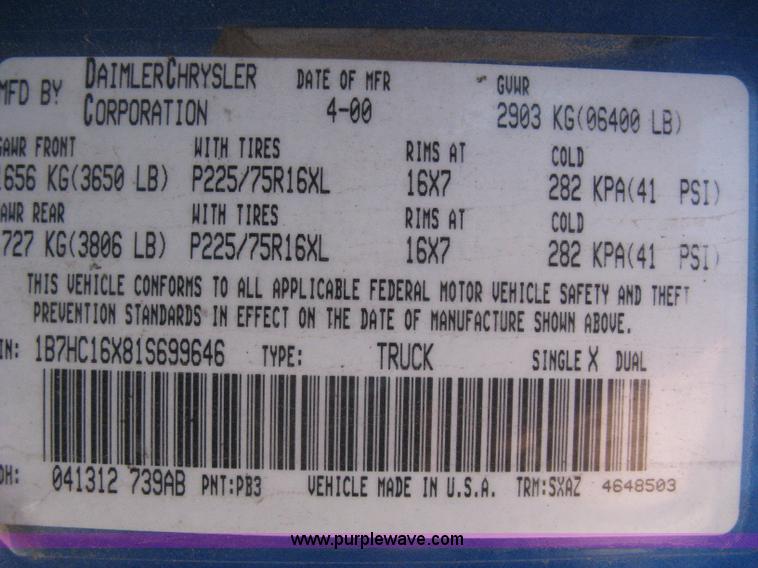 MFD BY DAIMLERCHRYSLER CORPORATION DATE OF MFR 4-00 GVWR 2903 KG(06400 LB)
GAWR FRONT WITH TIRES RIMS AT COLD
1656 KG(3650 LB) P225/75R16XL 16X7 282 KPA(41 PSI)
GAWR REAR WITH TIRES RIMS AT COLD
1727 KG(3806 LB) P225/75R16XL 16X7 282 KPA(41 PSI)
THIS VEHICLE CONFORMS TO ALL APPLICABLE FEDERAL MOTOR VEHICLE SAFETY AND THEFT
PREVENTION STANDARDS IN EFFECT ON THE DATE OF MANUFACTURE SHOWN ABOVE.
IN: 1B7HC16X81S699646 TYPE: TRUCK SINGLE X DUAL
DH: 041312 739AB PNT:PB3 VEHICLE MADE IN U.S.A. TRM:SXAZ 4648503
www.purplewave.com